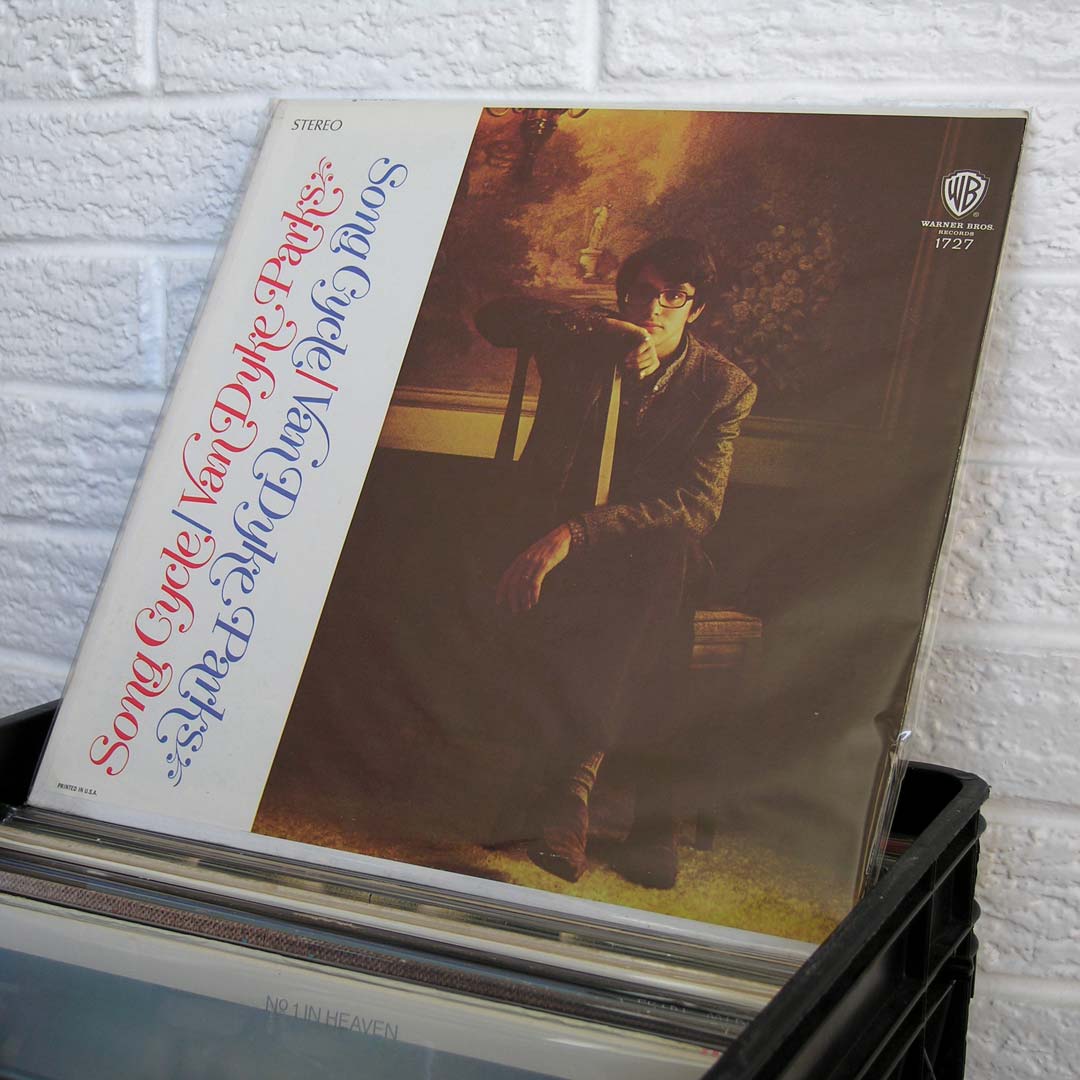 STEREO
Song Cycle/Van Dyke Parks
Song Cycle/Van Dyke Parks
WB
®
WARNER BROS.
RECORDS
1727
PRINTED IN U.S.A.
No 1 IN HEAVEN